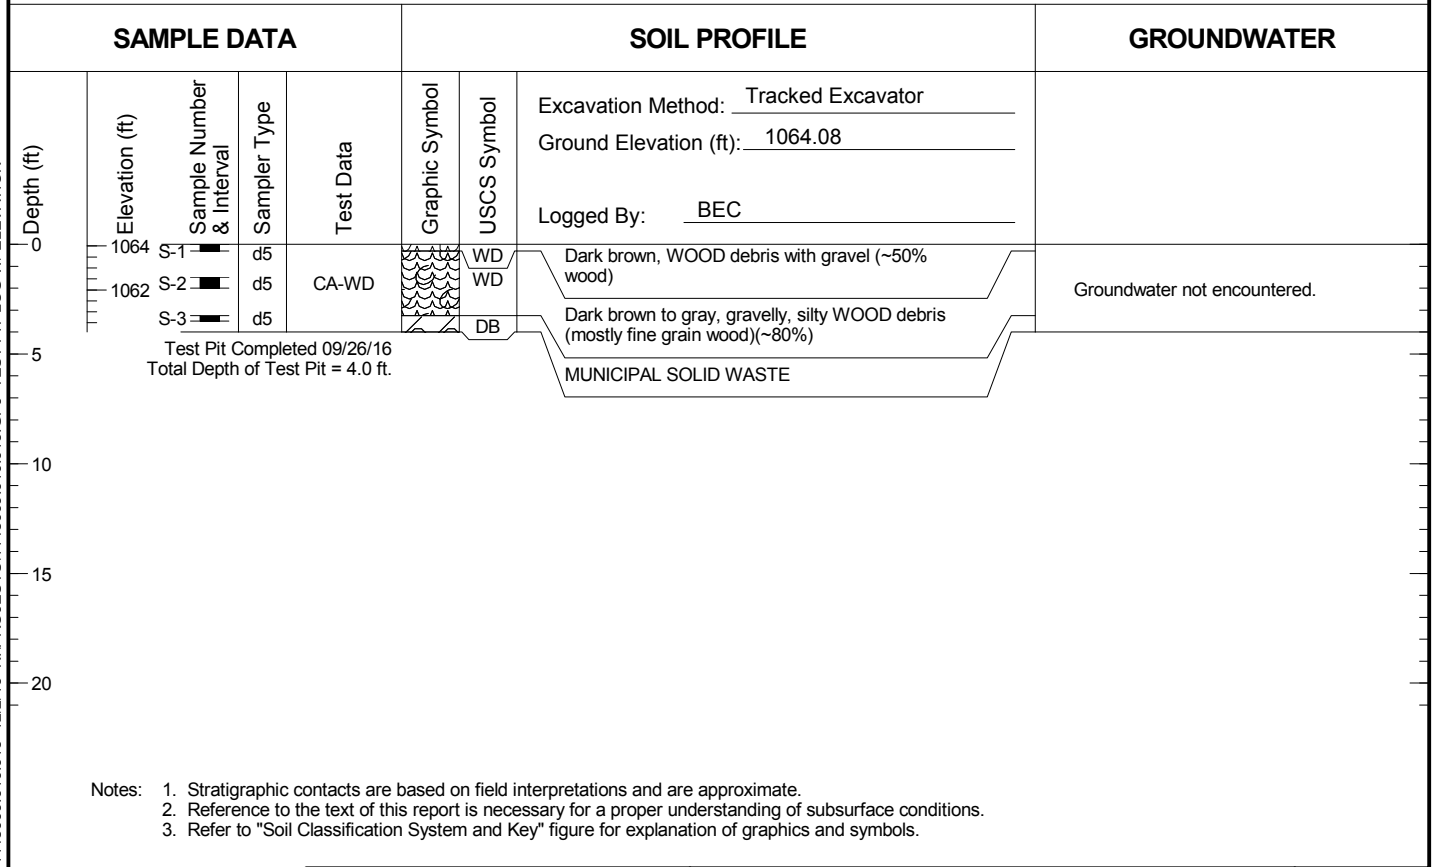 SAMPLE DATA
SOIL PROFILE
GROUNDWATER
Depth (ft)
Elevation (ft)
Sample Number
& Interval
Sampler Type
Test Data
Graphic Symbol
USCS Symbol
Excavation Method: Tracked Excavator
Ground Elevation (ft): 1064.08
Logged By: BEC
0
1064
S-1
d5
WD
Dark brown, WOOD debris with gravel (~50%
wood)
1062
S-2
d5
CA-WD
WD
Groundwater not encountered.
S-3
d5
DB
Dark brown to gray, gravelly, silty WOOD debris
(mostly fine grain wood)(~80%)
Test Pit Completed 09/26/16
Total Depth of Test Pit = 4.0 ft.
5
MUNICIPAL SOLID WASTE
10
15
20
Notes: 1. Stratigraphic contacts are based on field interpretations and are approximate.
2. Reference to the text of this report is necessary for a proper understanding of subsurface conditions.
3. Refer to "Soil Classification System and Key" figure for explanation of graphics and symbols.